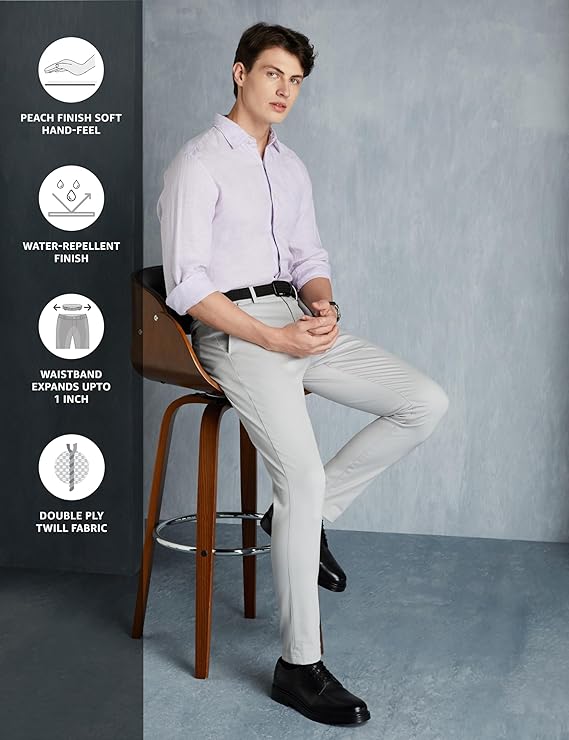 PEACH FINISH SOFT
HAND-FEEL
WATER-REPELLENT
FINISH
WAISTBAND
EXPANDS UPTO
1 INCH
DOUBLE PLY
TWILL FABRIC